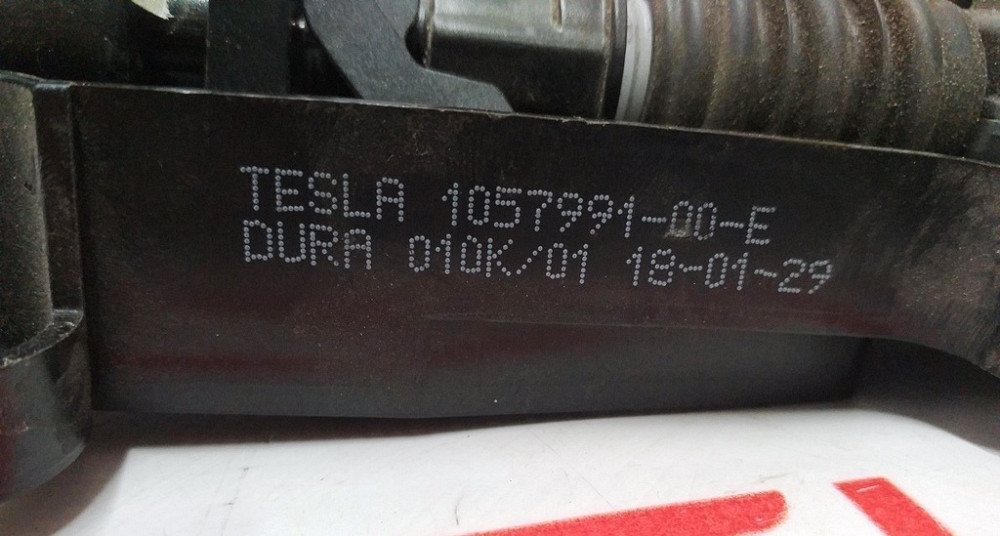 TESLA 1057991-00-E
DURA 010K/01 18-01-29